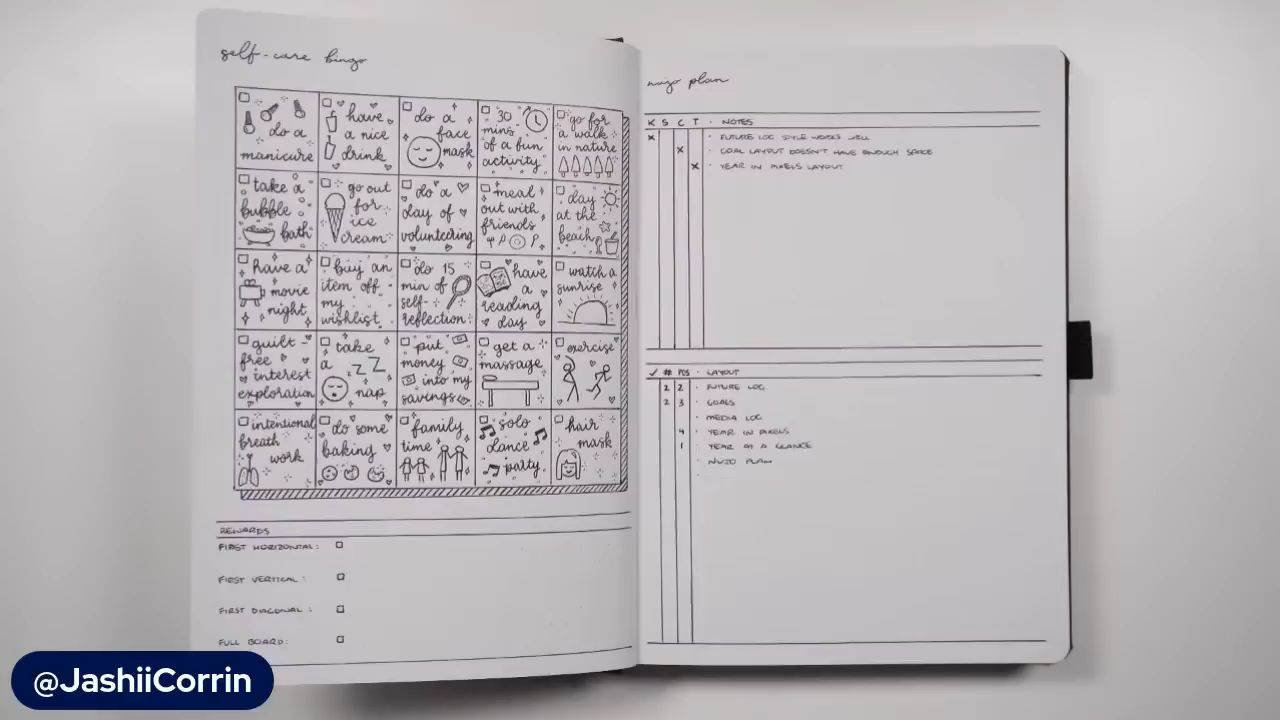 self-care bingo
do a
manicure
have
a nice
drink
do a
face
mask
30
mins
of a fun
activity
go for
a walk
in nature
take a
bubble
bath
go out
for
ice
cream
do a
day of
volunteering
meal
out with
friends
day
at the
beach
have a
movie
night
buy an
item off
my
wishlist
do 15
min of
self-
reflection
have
a
reading
day
watch a
sunrise
guilt-
free
interest
exploration
take
a
Z Z Z
nap
put
money
into my
savings
get a
massage
exercise
intentional
breath
work
do some
baking
family
time
solo
dance
party
hair
mask
REWARDS
FIRST HORIZONTAL:
FIRST VERTICAL:
FIRST DIAGONAL:
FULL BOARD:
nujo plan
K S C T · NOTES
x · FUTURE LOG STYLE WORKS WELL
x · GOAL LAYOUT DOESN'T HAVE ENOUGH SPACE
x · YEAR IN PIXELS LAYOUT
✓ # POS · LAYOUT
2 2 · FUTURE LOG
2 3 · GOALS
· MEDIA LOG
4 · YEAR IN PIXELS
1 · YEAR AT A GLANCE
· NUJO PLAN
@JashiiCorrin